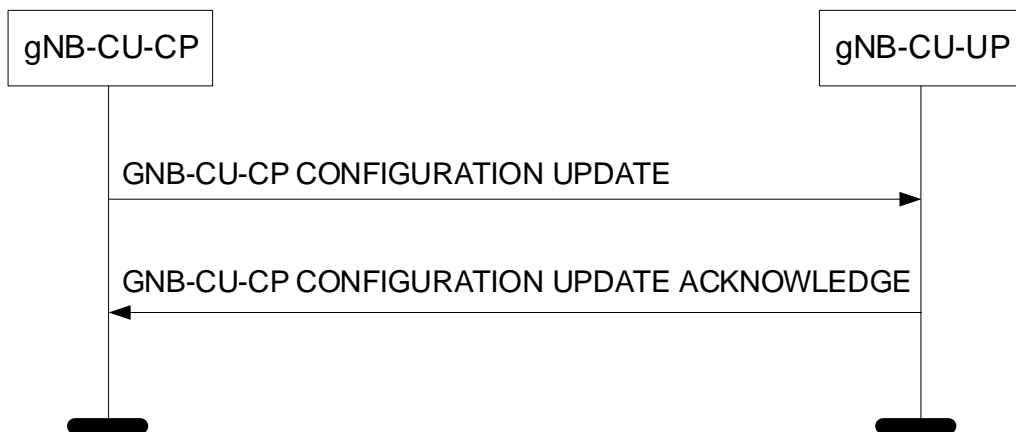 gNB-CU-CP
gNB-CU-UP
GNB-CU-CP CONFIGURATION UPDATE
GNB-CU-CP CONFIGURATION UPDATE ACKNOWLEDGE